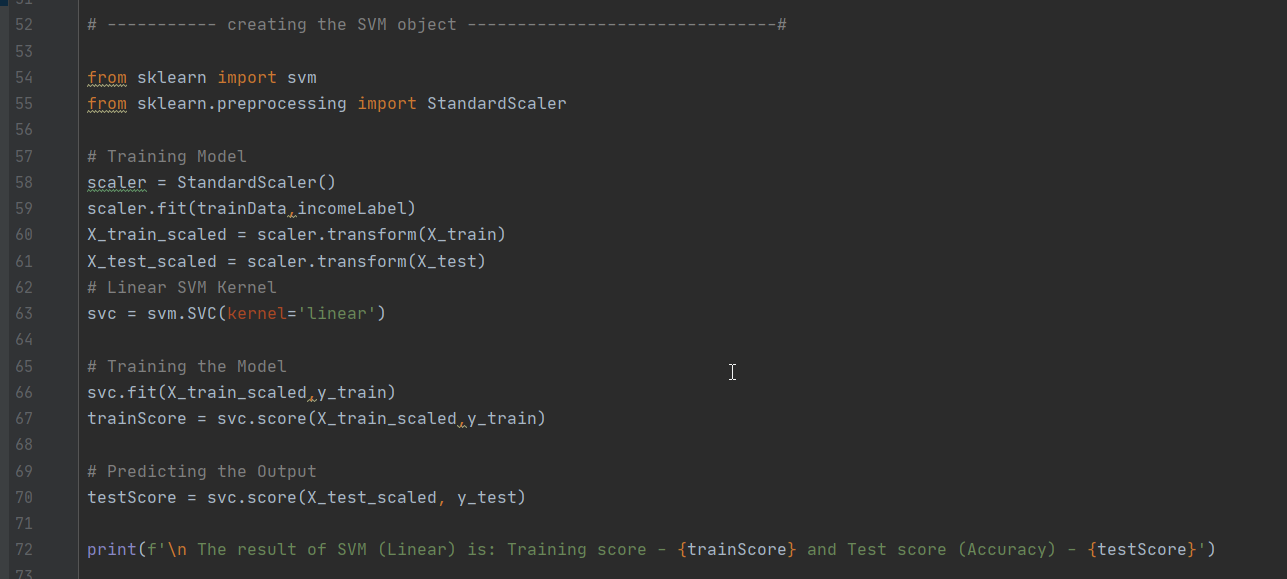 51
52 # ----------- creating the SVM object -------------------------------#
53
54 from sklearn import svm
55 from sklearn.preprocessing import StandardScaler
56
57 # Training Model
58 scaler = StandardScaler()
59 scaler.fit(trainData,incomeLabel)
60 X_train_scaled = scaler.transform(X_train)
61 X_test_scaled = scaler.transform(X_test)
62 # Linear SVM Kernel
63 svc = svm.SVC(kernel='linear')
64
65 # Training the Model
66 svc.fit(X_train_scaled,y_train)
67 trainScore = svc.score(X_train_scaled,y_train)
68
69 # Predicting the Output
70 testScore = svc.score(X_test_scaled, y_test)
71
72 print(f'\n The result of SVM (Linear) is: Training score - {trainScore} and Test score (Accuracy) - {testScore}')
73